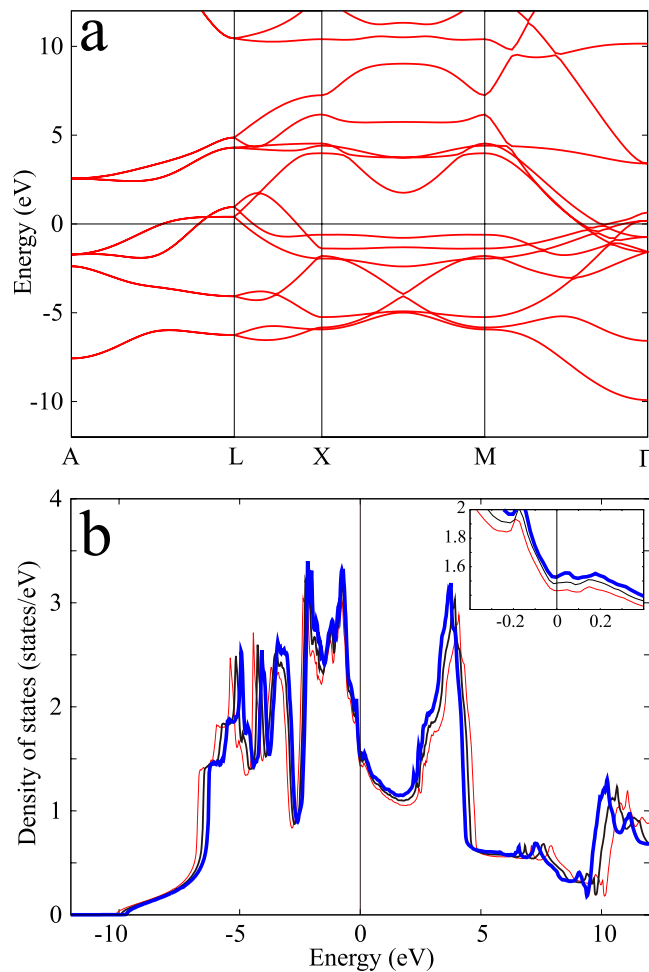 a
10
5
0
-5
-10
Energy (eV)
A L X M Γ
b
4
3
2
1
0
Density of states (states/eV)
2
1.8
1.6
-0.2 0 0.2
-10 -5 0 5 10
Energy (eV)